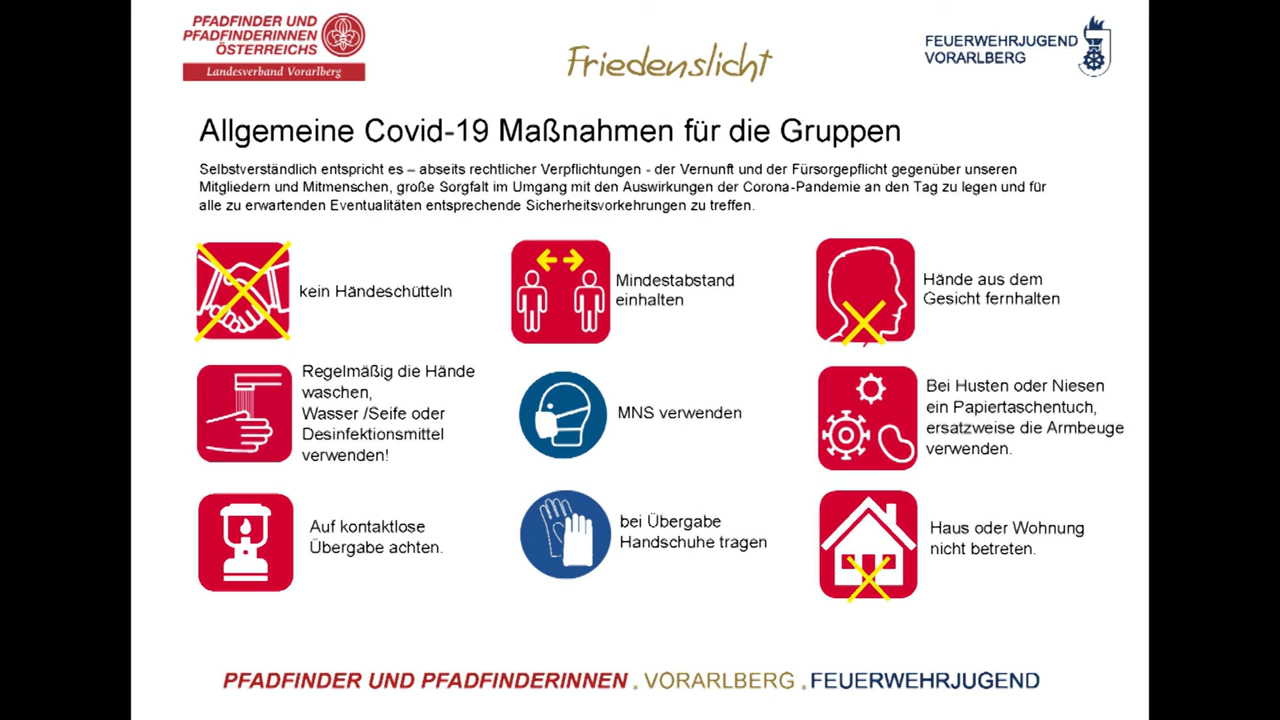 PFADFINDER UND
PFADFINDERINNEN
ÖSTERREICHS
Landesverband Vorarlberg
Friedenslicht
FEUERWEHRJUGEND
VORARLBERG
Allgemeine Covid-19 Maßnahmen für die Gruppen
Selbstverständlich entspricht es – abseits rechtlicher Verpflichtungen - der Vernunft und der Fürsorgepflicht gegenüber unseren
Mitgliedern und Mitmenschen, große Sorgfalt im Umgang mit den Auswirkungen der Corona-Pandemie an den Tag zu legen und für
alle zu erwartenden Eventualitäten entsprechende Sicherheitsvorkehrungen zu treffen.
kein Händeschütteln
Mindestabstand
einhalten
Hände aus dem
Gesicht fernhalten
Regelmäßig die Hände
waschen,
Wasser /Seife oder
Desinfektionsmittel
verwenden!
MNS verwenden
Bei Husten oder Niesen
ein Papiertaschentuch,
ersatzweise die Armbeuge
verwenden.
Auf kontaktlose
Übergabe achten.
bei Übergabe
Handschuhe tragen
Haus oder Wohnung
nicht betreten.
PFADFINDER UND PFADFINDERINNEN . VORARLBERG . FEUERWEHRJUGEND